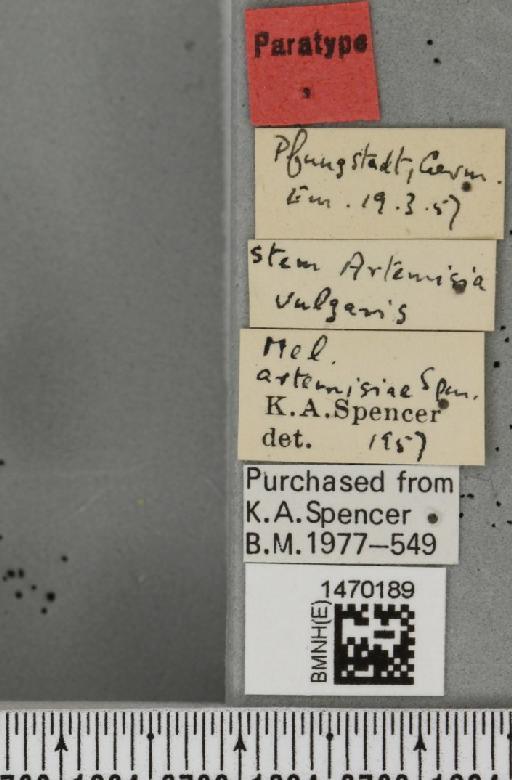 Paratype
Pfungstadt, Germ.
Em. 19.3.57
stem Artemisia
vulgaris
Mel.
artemisiae Spen.
K.A.Spencer
det. 1957
Purchased from
K.A.Spencer
B.M.1977–549
1470189
BMNH(E)